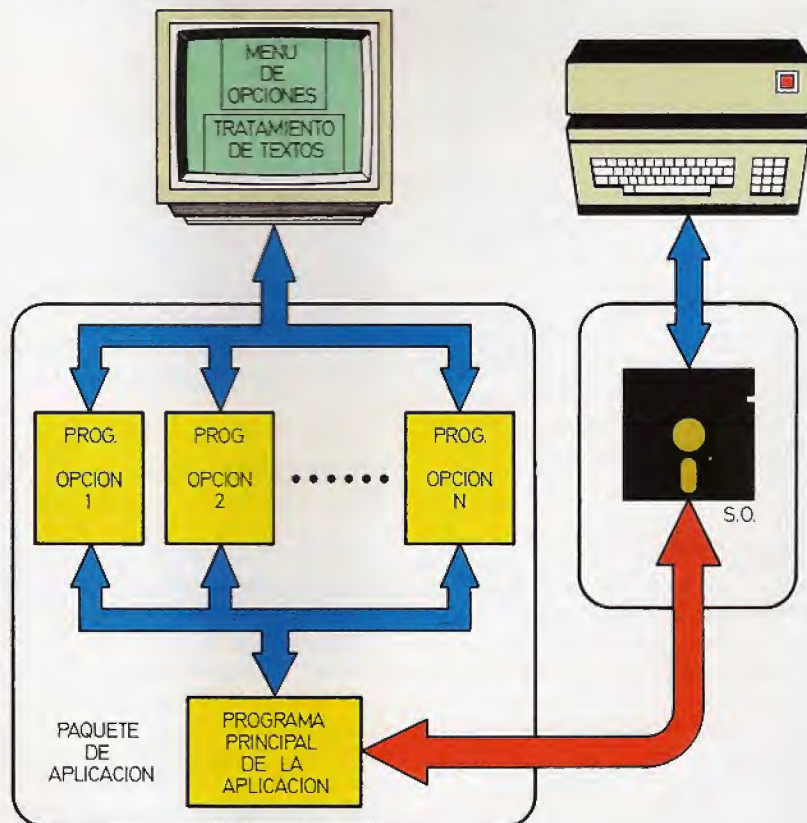 MENU
DE
OPCIONES
TRATAMIENTO
DE TEXTOS
PROG.
OPCION
1
PROG.
OPCION
2
PROG.
OPCION
N
S.O.
PAQUETE
DE
APLICACION
PROGRAMA
PRINCIPAL
DE LA
APLICACION